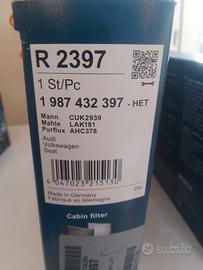 R 2397
1 St/Pc
1 987 432 397 - HET
Mann CUK2939
Mahle LAK181
Purflux AHC378
Audi
Volkswagen
Seat
4 047023 215130
Made in Germany
Fabriqué en Allemagne
Cabin filter
R 2397
subito